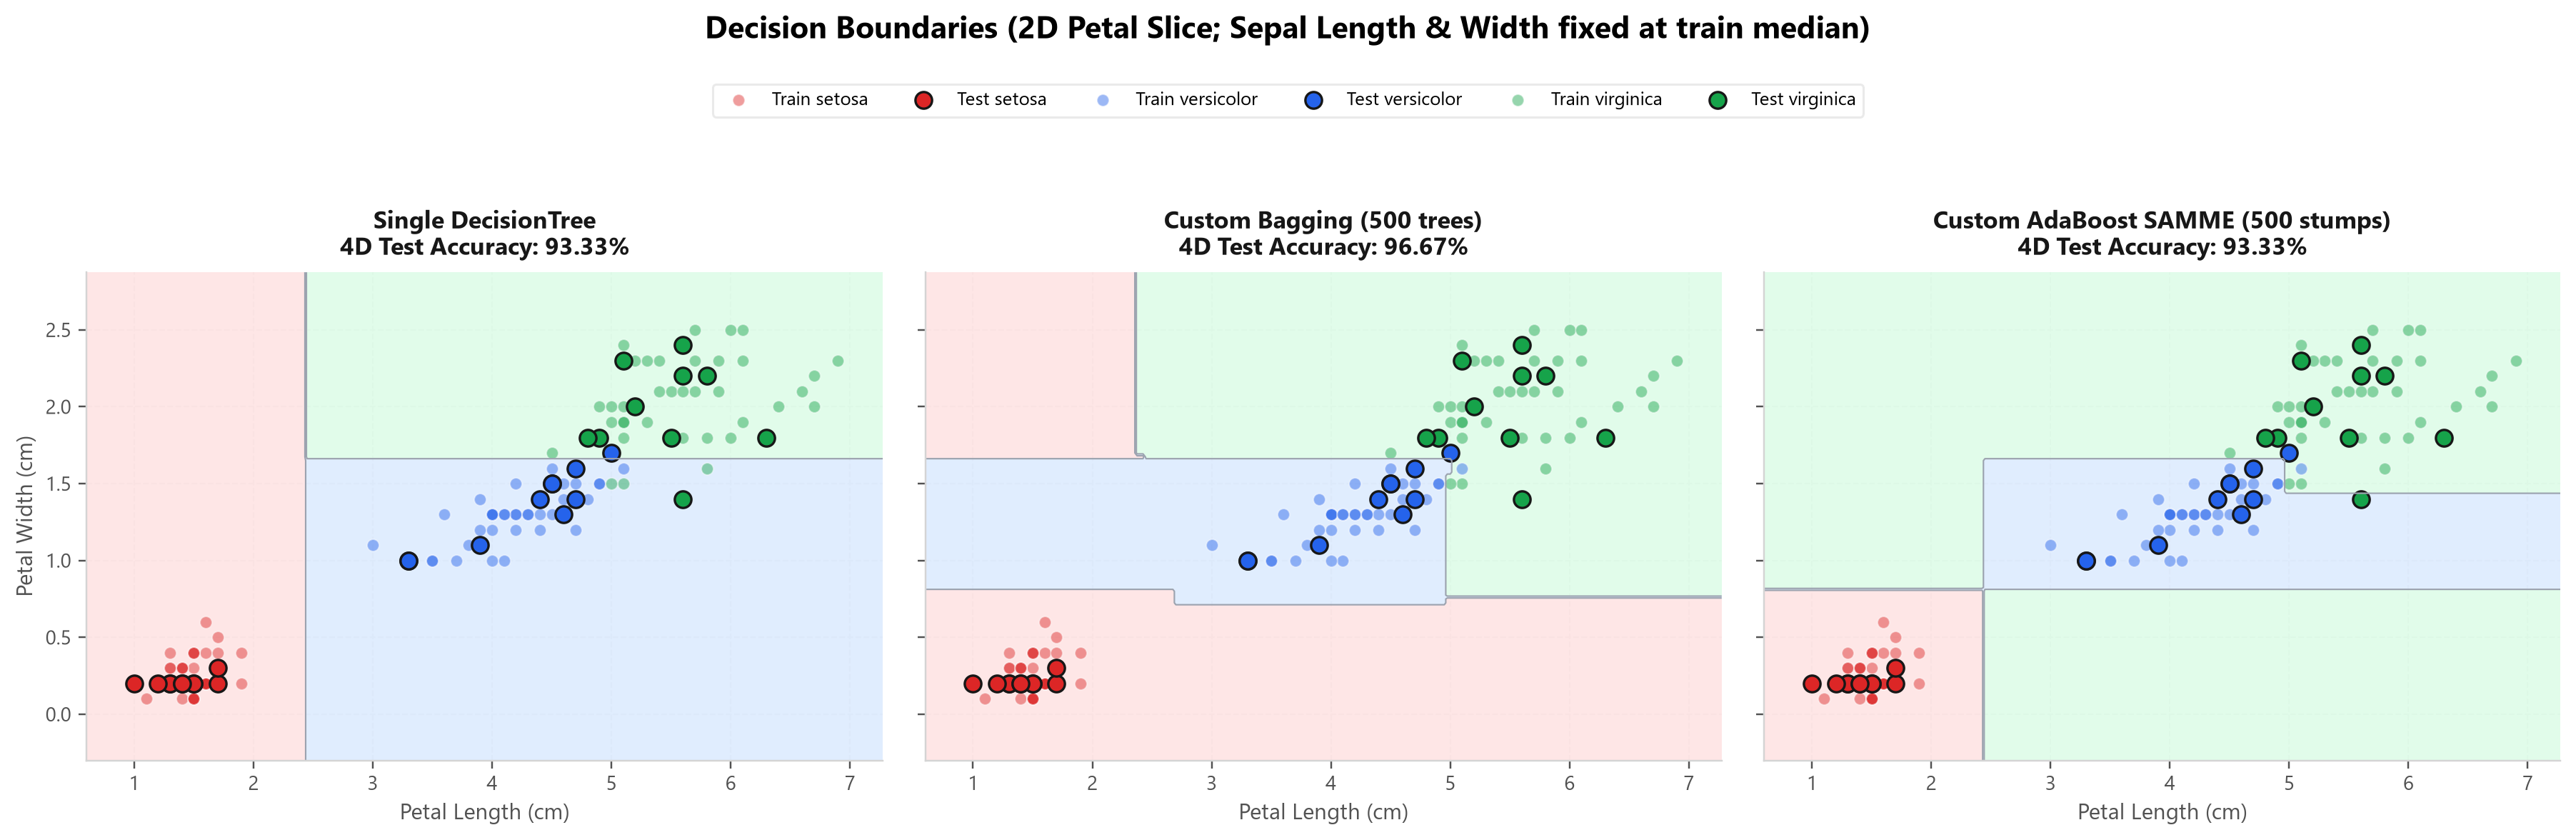 Decision Boundaries (2D Petal Slice; Sepal Length & Width fixed at train median)
Train setosa Test setosa Train versicolor Test versicolor Train virginica Test virginica
Single DecisionTree
4D Test Accuracy: 93.33%
Custom Bagging (500 trees)
4D Test Accuracy: 96.67%
Custom AdaBoost SAMME (500 stumps)
4D Test Accuracy: 93.33%
Petal Width (cm)
2.5
2.0
1.5
1.0
0.5
0.0
1 2 3 4 5 6 7
Petal Length (cm)
1 2 3 4 5 6 7
Petal Length (cm)
1 2 3 4 5 6 7
Petal Length (cm)